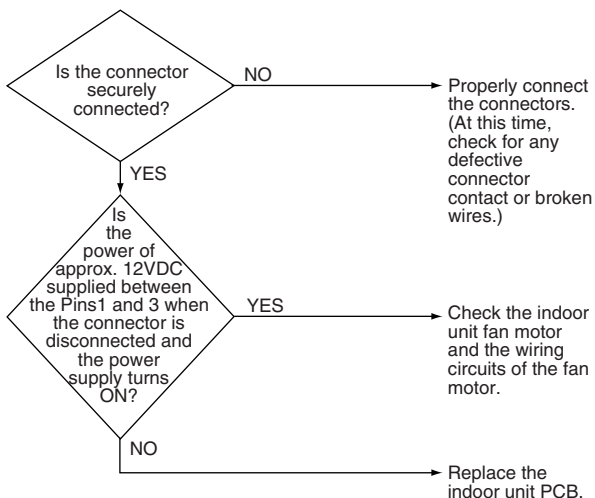 Is the connector
securely
connected?
NO
Properly connect
the connectors.
(At this time,
check for any
defective
connector
contact or broken
wires.)
YES
Is
the
power of
approx. 12VDC
supplied between
the Pins1 and 3 when
the connector is
disconnected and
the power
supply turns
ON?
YES
Check the indoor
unit fan motor
and the wiring
circuits of the fan
motor.
NO
Replace the
indoor unit PCB.